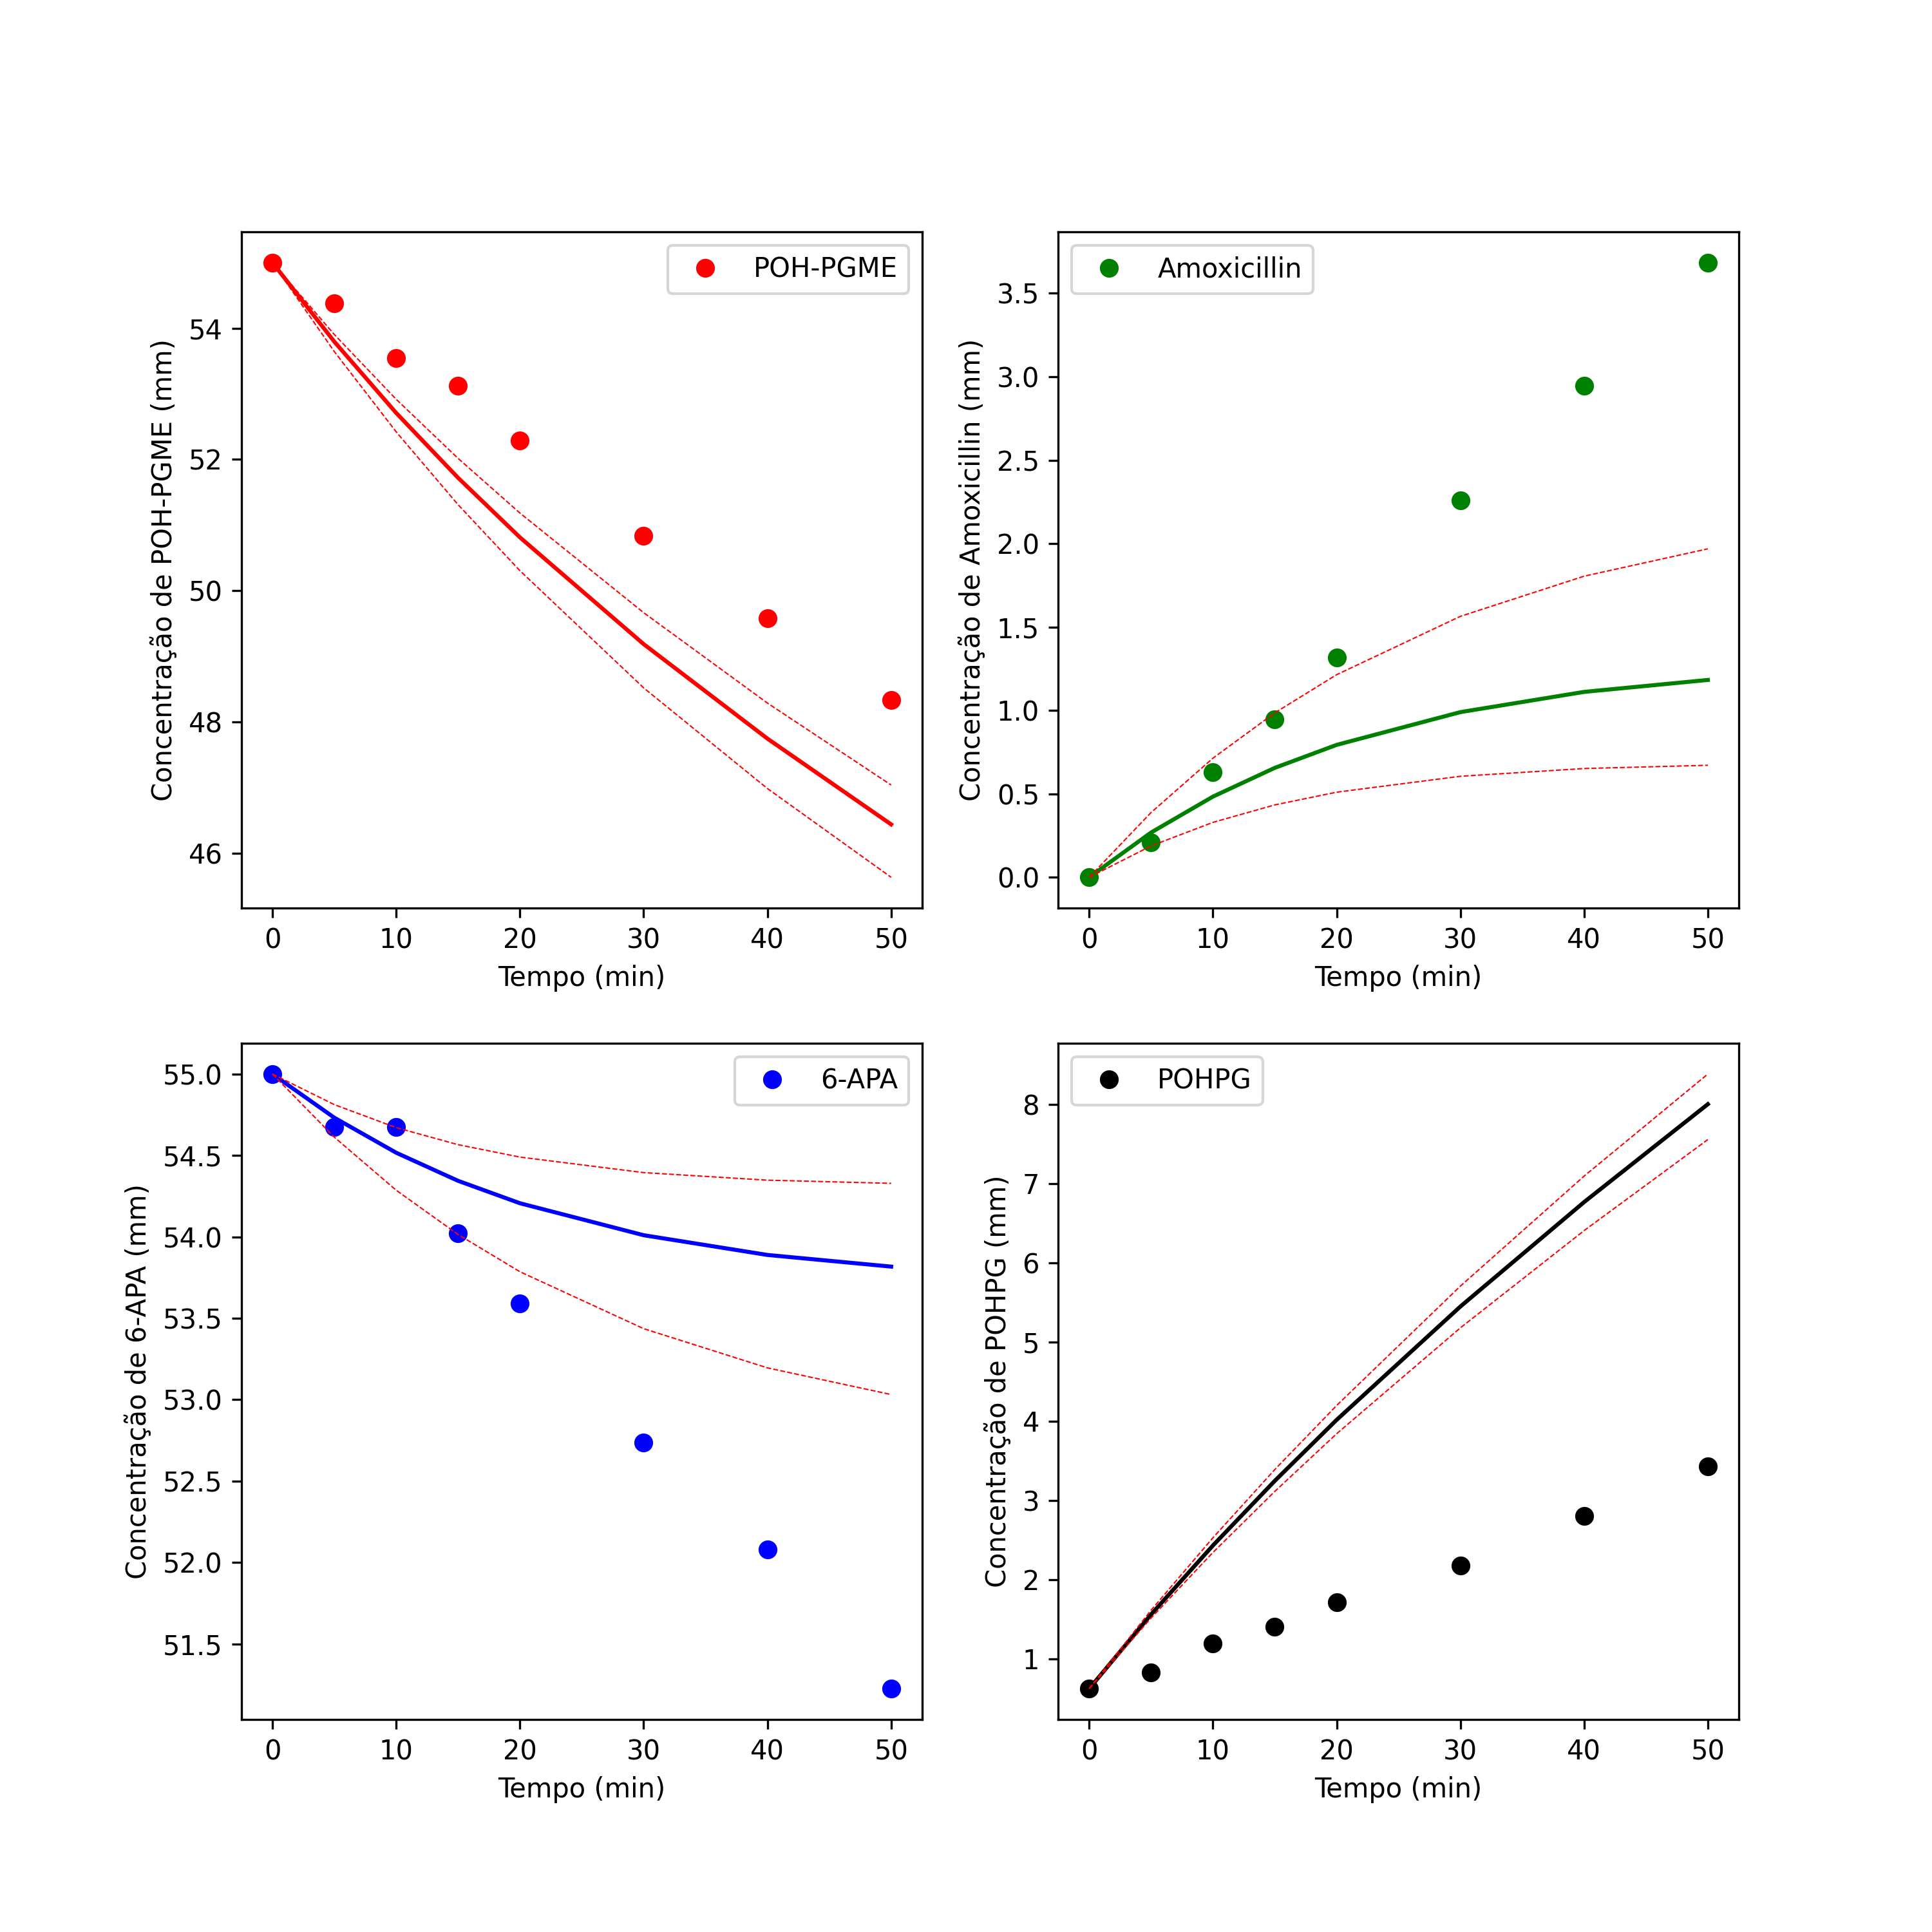 POH-PGME
Concentração de POH-PGME (mm)
54
52
50
48
46
0 10 20 30 40 50
Tempo (min)
Amoxicillin
Concentração de Amoxicillin (mm)
3.5
3.0
2.5
2.0
1.5
1.0
0.5
0.0
0 10 20 30 40 50
Tempo (min)
6-APA
Concentração de 6-APA (mm)
55.0
54.5
54.0
53.5
53.0
52.5
52.0
51.5
0 10 20 30 40 50
Tempo (min)
POHPG
Concentração de POHPG (mm)
8
7
6
5
4
3
2
1
0 10 20 30 40 50
Tempo (min)